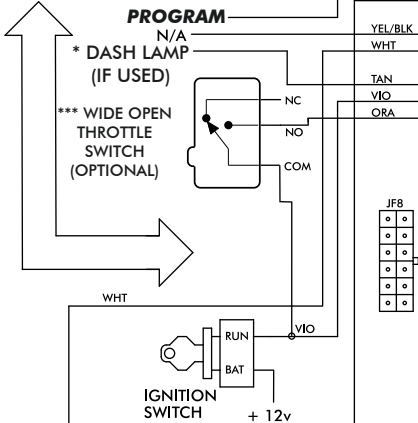 PROGRAM
N/A
YEL/BLK
WHT
* DASH LAMP
(IF USED)
TAN
VIO
ORA
*** WIDE OPEN
THROTTLE
SWITCH
(OPTIONAL)
NC
NO
COM
JF8
WHT
RUN
VIO
BAT
IGNITION
SWITCH
+ 12v